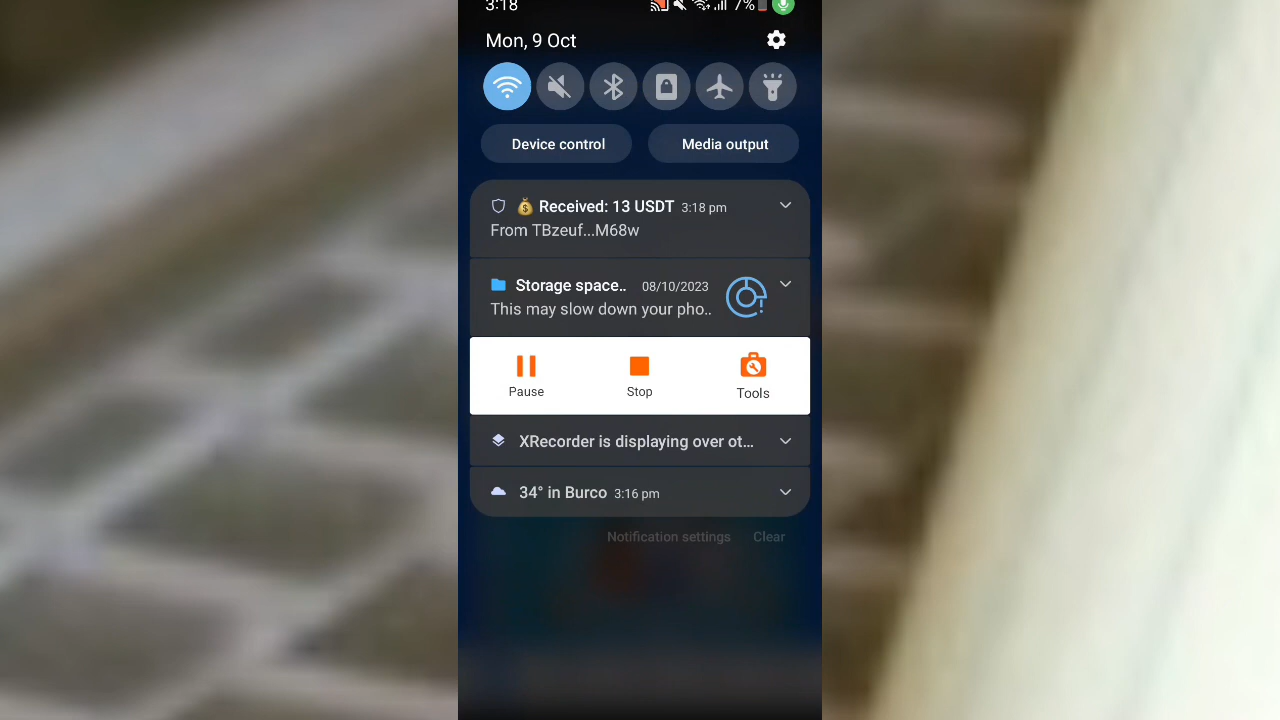 3:18 7%
Mon, 9 Oct
Device control Media output
💰 Received: 13 USDT 3:18 pm
From TBzeuf...M68w
Storage space.. 08/10/2023
This may slow down your pho..
Pause Stop Tools
XRecorder is displaying over ot...
34° in Burco 3:16 pm
Notification settings Clear